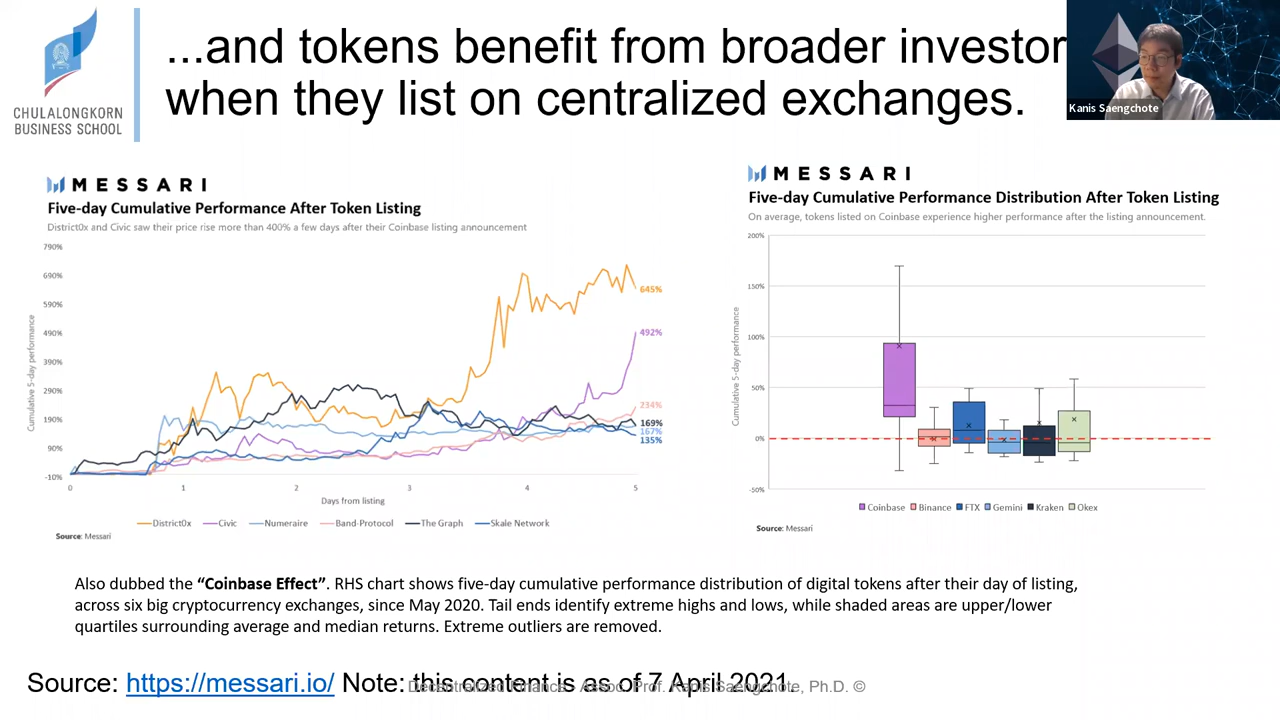 ...and tokens benefit from broader investor
when they list on centralized exchanges.
CHULALONGKORN
BUSINESS SCHOOL
Kanis Saengchote
MESSARI
Five-day Cumulative Performance After Token Listing
District0x and Civic saw their price rise more than 400% a few days after their Coinbase listing announcement
Cumulative 5-day performance
790%
690%
590%
490%
390%
290%
190%
90%
-10%
645%
492%
234%
169%
167%
135%
0 1 2 3 4 5
Days from listing
District0x Civic Numeraire Band-Protocol The Graph Skale Network
Source: Messari
MESSARI
Five-day Cumulative Performance Distribution After Token Listing
On average, tokens listed on Coinbase experience higher performance after the listing announcement.
Cumulative 5-day performance
200%
150%
100%
50%
0%
-50%
Coinbase Binance FTX Gemini Kraken Okex
Source: Messari
Also dubbed the “Coinbase Effect”. RHS chart shows five-day cumulative performance distribution of digital tokens after their day of listing,
across six big cryptocurrency exchanges, since May 2020. Tail ends identify extreme highs and lows, while shaded areas are upper/lower
quartiles surrounding average and median returns. Extreme outliers are removed.
Source: https://messari.io/ Note: this content is as of 7 April 2021.
Decentralized Finance - Assoc. Prof. Kanis Saengchote, Ph.D. ©